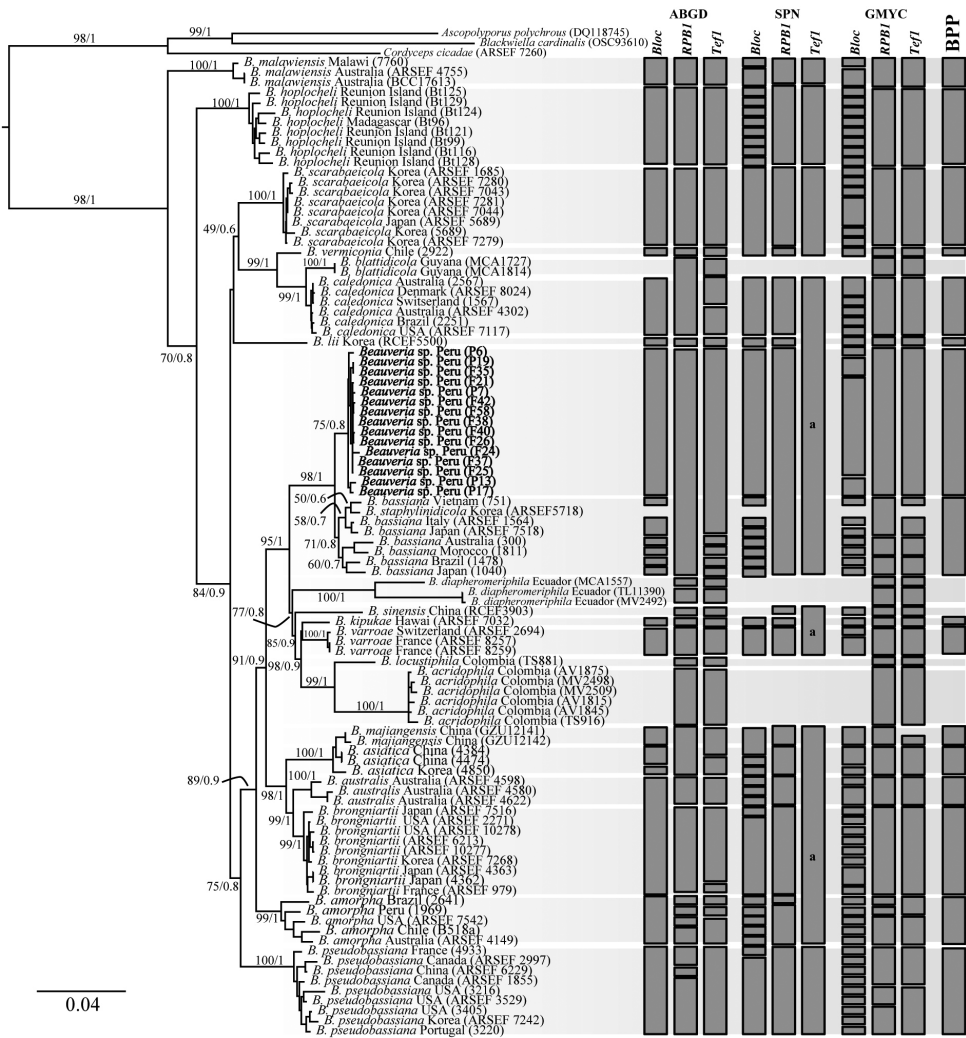 ABGD SPN GMYC BPP
Bloc RPB1 Tef1 Bloc RPB1 Tef1 Bloc RPB1 Tef1
Ascopolyporus polychrous (DQ118745)
Blackwiella cardinalis (OSC93610)
Cordyceps cicadae (ARSEF 7260)
B. malawiensis Malawi (7760)
B. malawiensis Australia (ARSEF 4755)
B. malawiensis Australia (BCC17613)
B. hoplocheli Reunion Island (Bt125)
B. hoplocheli Reunion Island (Bt129)
B. hoplocheli Reunion Island (Bt124)
B. hoplocheli Madagascar (Bt96)
B. hoplocheli Reunion Island (Bt121)
B. hoplocheli Reunion Island (Bt99)
B. hoplocheli Reunion Island (Bt116)
B. hoplocheli Reunion Island (Bt128)
B. scarabaeicola Korea (ARSEF 1685)
B. scarabaeicola Korea (ARSEF 7280)
B. scarabaeicola Korea (ARSEF 7043)
B. scarabaeicola Korea (ARSEF 7281)
B. scarabaeicola Korea (ARSEF 7044)
B. scarabaeicola Japan (ARSEF 5689)
B. scarabaeicola Korea (5689)
B. scarabaeicola Korea (ARSEF 7279)
B. vermiconia Chile (2922)
B. blattidicola Guyana (MCA1727)
B. blattidicola Guyana (MCA1814)
B. caledonica Australia (2567)
B. caledonica Denmark (ARSEF 8024)
B. caledonica Switserland (1567)
B. caledonica Australia (ARSEF 4302)
B. caledonica Brazil (2251)
B. caledonica USA (ARSEF 7117)
B. lii Korea (RCEF5500)
Beauveria sp. Peru (P6)
Beauveria sp. Peru (P19)
Beauveria sp. Peru (F35)
Beauveria sp. Peru (F21)
Beauveria sp. Peru (P7)
Beauveria sp. Peru (F42)
Beauveria sp. Peru (F58)
Beauveria sp. Peru (F38)
Beauveria sp. Peru (F40)
Beauveria sp. Peru (F26)
Beauveria sp. Peru (F24)
Beauveria sp. Peru (F37)
Beauveria sp. Peru (F25)
Beauveria sp. Peru (P13)
Beauveria sp. Peru (P17)
B. bassiana Vietnam (751)
B. staphylinidicola Korea (ARSEF5718)
B. bassiana Italy (ARSEF 1564)
B. bassiana Japan (ARSEF 7518)
B. bassiana Australia (300)
B. bassiana Morocco (1811)
B. bassiana Brazil (1478)
B. bassiana Japan (1040)
B. diapheromeriphila Ecuador (MCA1557)
B. diapheromeriphila Ecuador (TL11390)
B. diapheromeriphila Ecuador (MV2492)
B. sinensis China (RCEF3903)
B. kipukae Hawai (ARSEF 7032)
B. varroae Switzerland (ARSEF 2694)
B. varroae France (ARSEF 8257)
B. varroae France (ARSEF 8259)
B. locustiphila Colombia (TS881)
B. acridophila Colombia (AV1875)
B. acridophila Colombia (MV2498)
B. acridophila Colombia (MV2509)
B. acridophila Colombia (AV1815)
B. acridophila Colombia (AV1845)
B. acridophila Colombia (TS916)
B. majiangensis China (GZU12141)
B. majiangensis China (GZU12142)
B. asiatica China (4384)
B. asiatica China (4474)
B. asiatica Korea (4850)
B. australis Australia (ARSEF 4598)
B. australis Australia (ARSEF 4580)
B. australis Australia (ARSEF 4622)
B. brongniartii Japan (ARSEF 7516)
B. brongniartii USA (ARSEF 2271)
B. brongniartii USA (ARSEF 10278)
B. brongniartii (ARSEF 6213)
B. brongniartii (ARSEF 10277)
B. brongniartii Korea (ARSEF 7268)
B. brongniartii Japan (ARSEF 4363)
B. brongniartii Japan (4362)
B. brongniartii France (ARSEF 979)
B. amorpha Brazil (2641)
B. amorpha Peru (1969)
B. amorpha USA (ARSEF 7542)
B. amorpha Chile (B518a)
B. amorpha Australia (ARSEF 4149)
B. pseudobassiana France (4933)
B. pseudobassiana Canada (ARSEF 2997)
B. pseudobassiana China (ARSEF 6229)
B. pseudobassiana Canada (ARSEF 1855)
B. pseudobassiana USA (3216)
B. pseudobassiana USA (ARSEF 3529)
B. pseudobassiana USA (3405)
B. pseudobassiana Korea (ARSEF 7242)
B. pseudobassiana Portugal (3220)
99/1
98/1
100/1
100/1
98/1
100/1
49/0.6
99/1
100/1
99/1
70/0.8
75/0.8
98/1
50/0.6
58/0.7
71/0.8
95/1
60/0.7
84/0.9
100/1
77/0.8
100/1
85/0.9
91/0.9
98/0.9
99/1
100/1
100/1
89/0.9
100/1
98/1
99/1
99/1
75/0.8
99/1
100/1
a
a
a
0.04